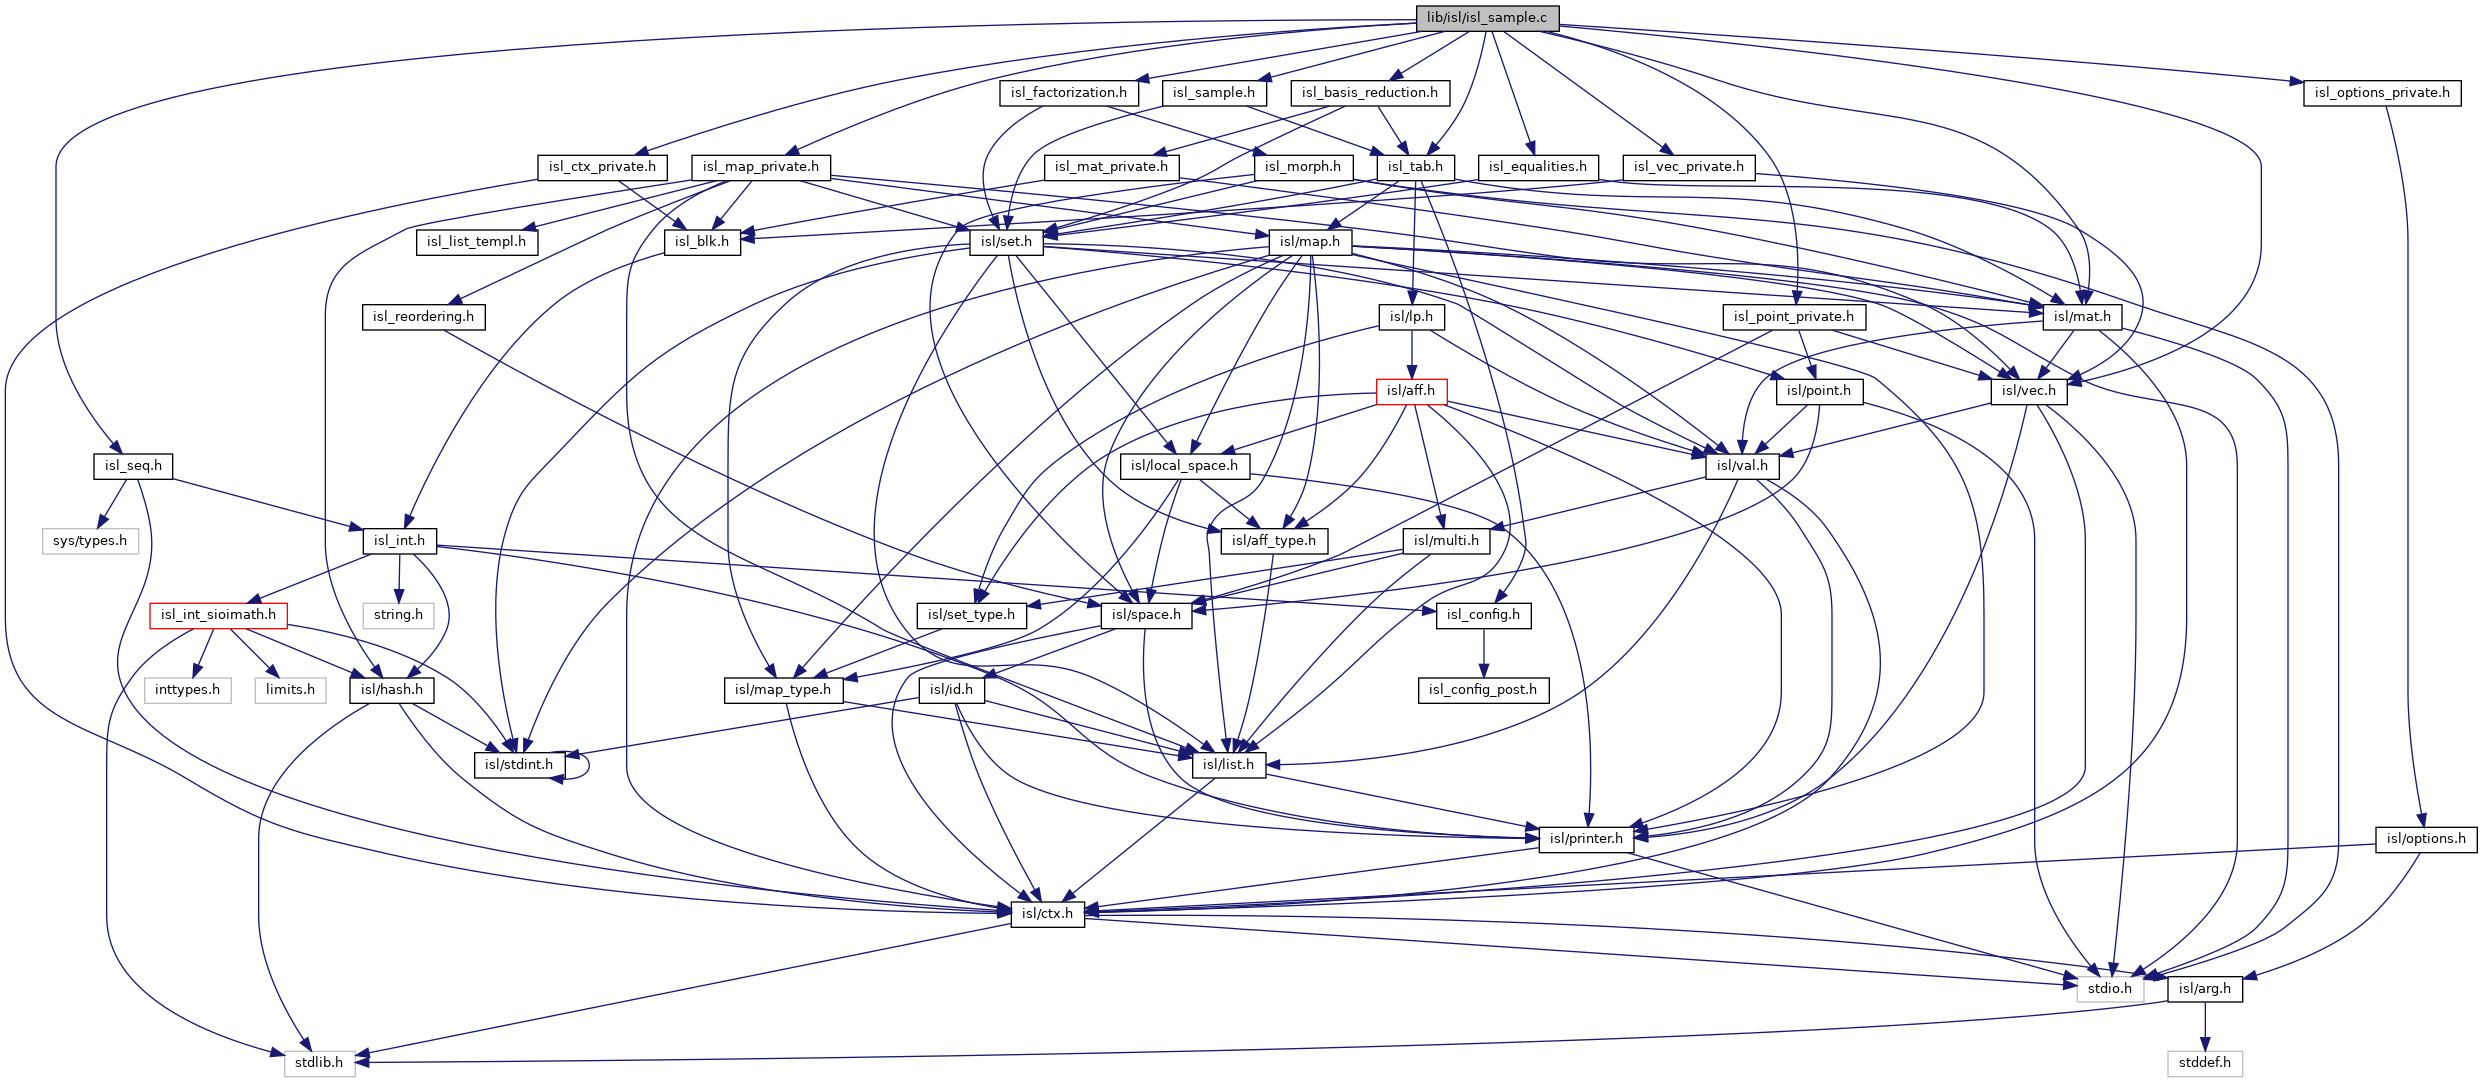 lib/isl/isl_sample.c
isl_factorization.h
isl_sample.h
isl_basis_reduction.h
isl_options_private.h
isl_ctx_private.h
isl_map_private.h
isl_mat_private.h
isl_morph.h
isl_tab.h
isl_equalities.h
isl_vec_private.h
isl_list_templ.h
isl_blk.h
isl/set.h
isl/map.h
isl_reordering.h
isl/lp.h
isl_point_private.h
isl/mat.h
isl/aff.h
isl/point.h
isl/vec.h
isl_seq.h
isl/local_space.h
isl/val.h
sys/types.h
isl_int.h
isl/aff_type.h
isl/multi.h
isl_int_sioimath.h
string.h
isl/set_type.h
isl/space.h
isl_config.h
inttypes.h
limits.h
isl/hash.h
isl/map_type.h
isl/id.h
isl_config_post.h
isl/stdint.h
isl/list.h
isl/printer.h
isl/options.h
isl/ctx.h
stdio.h
isl/arg.h
stdlib.h
stddef.h